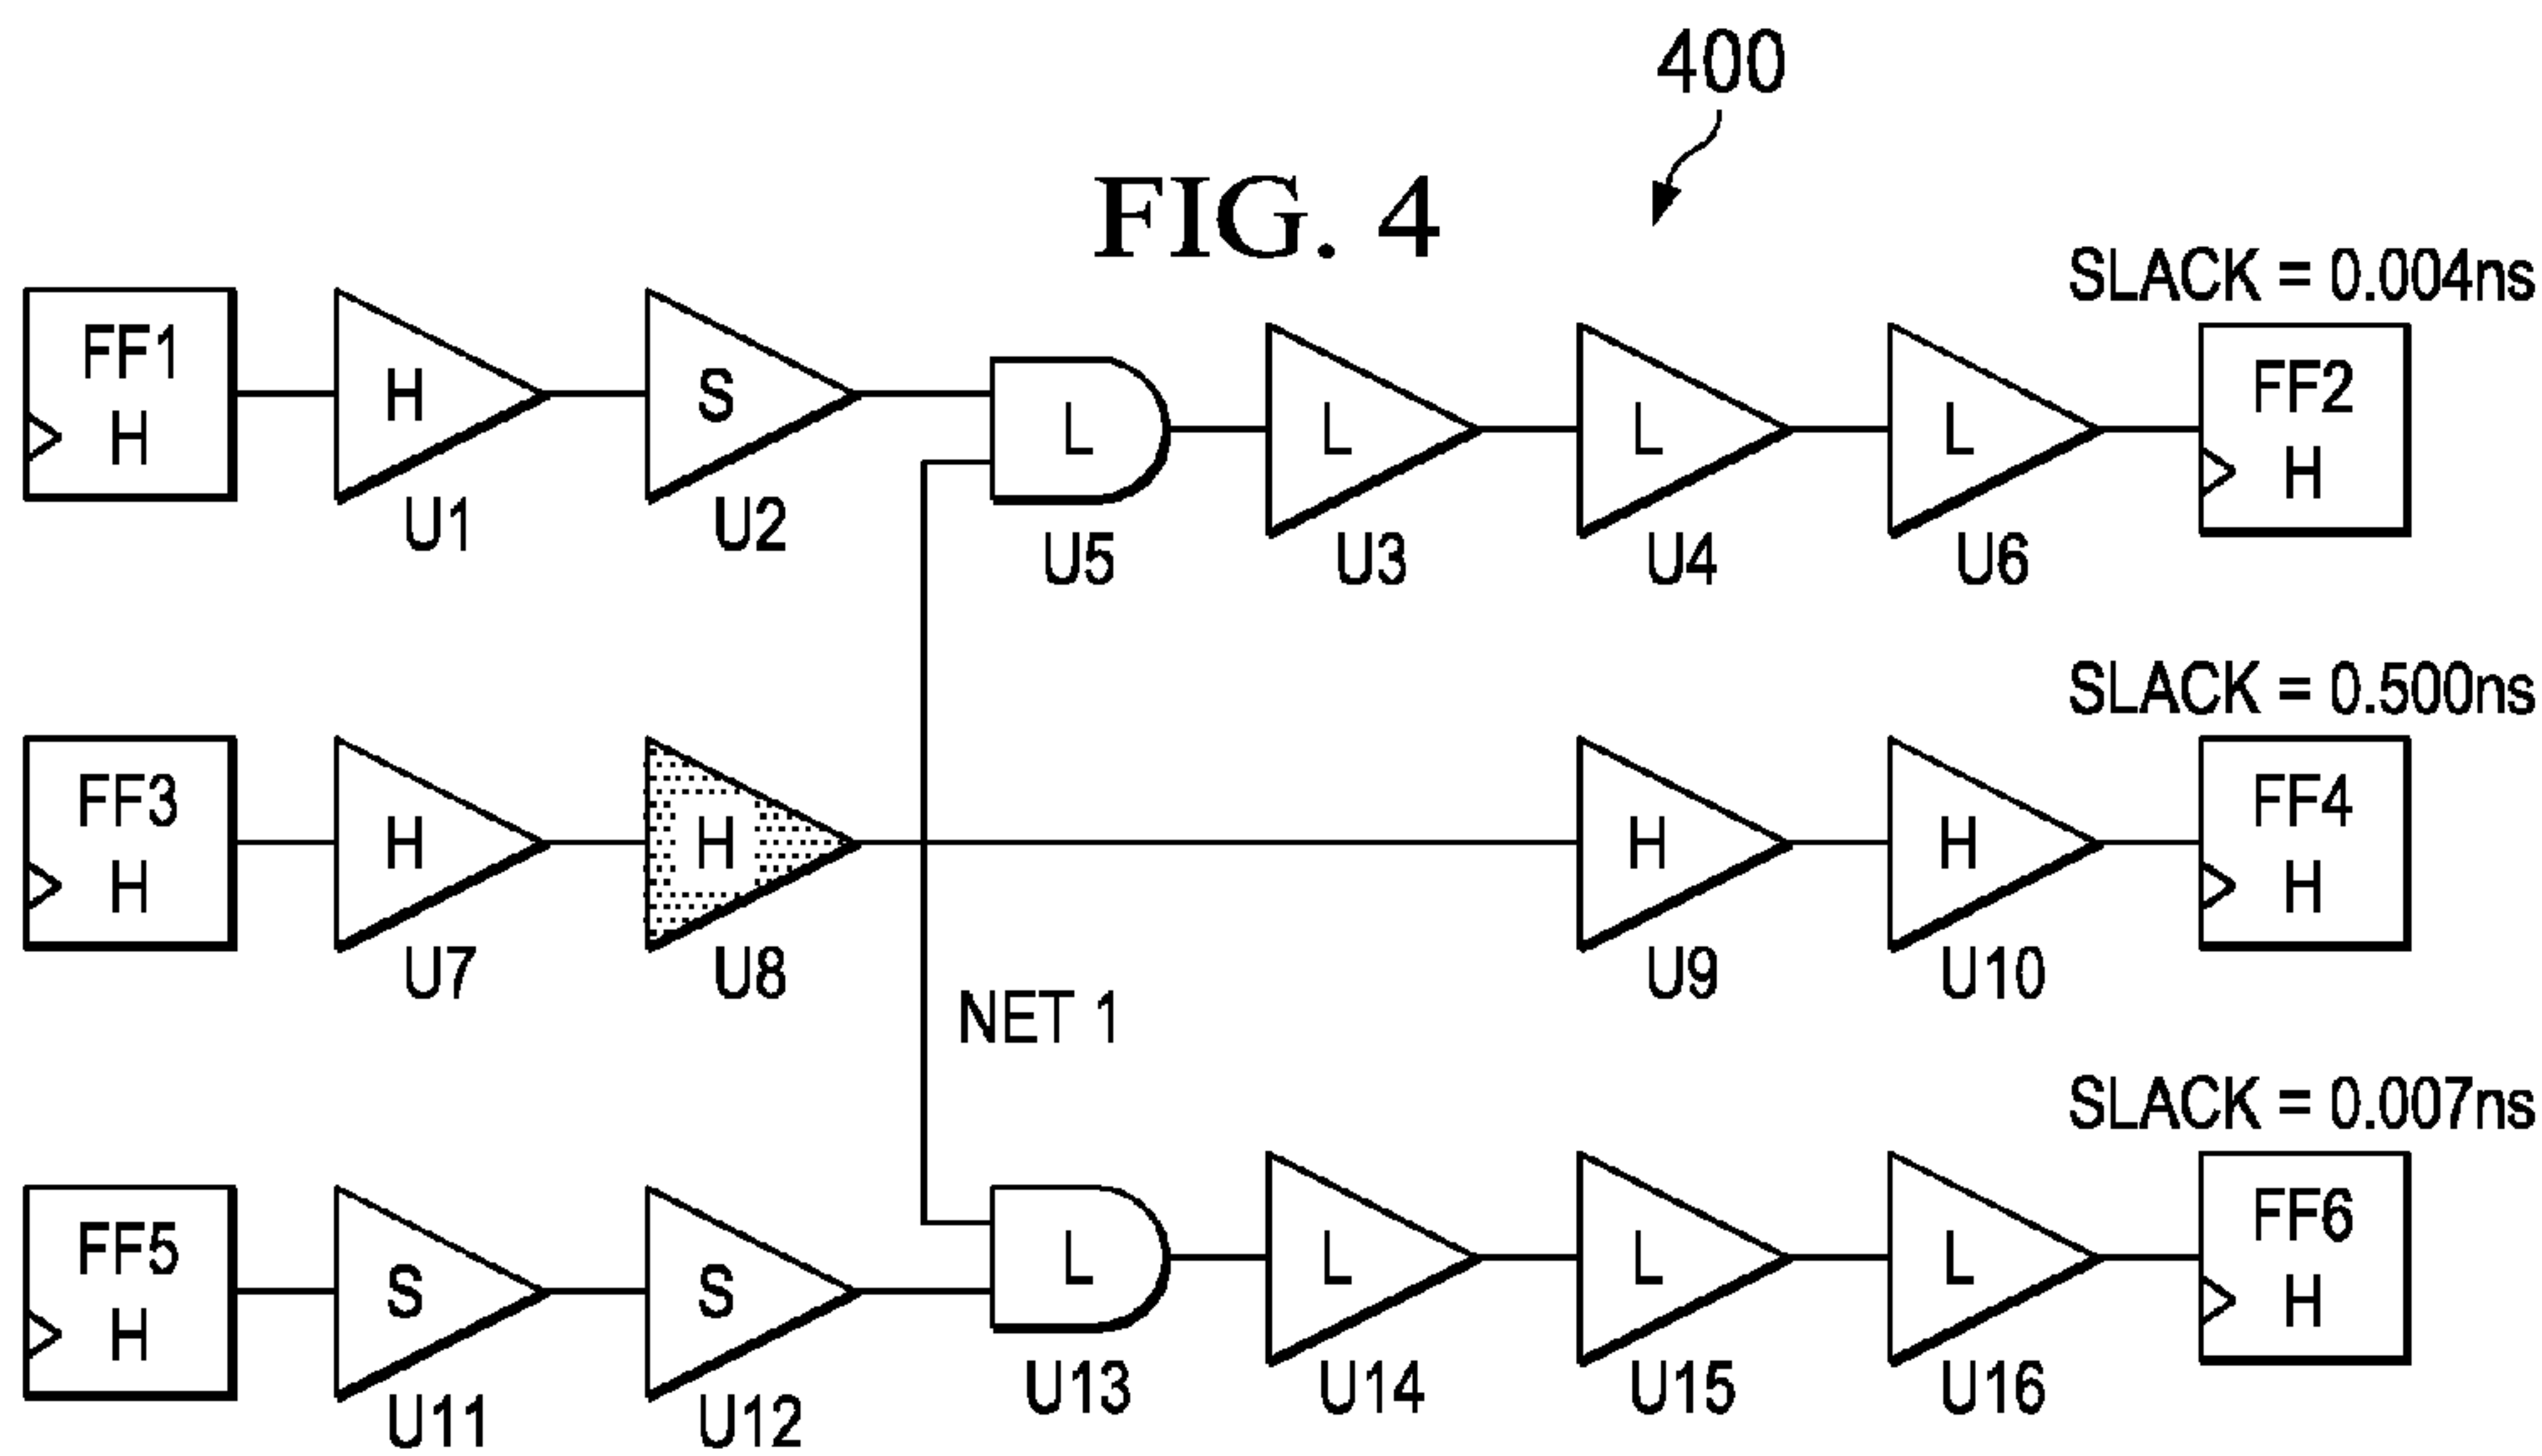 400
FIG. 4
SLACK = 0.004ns
FF1
H
H
U1
S
U2
L
U5
L
U3
L
U4
L
U6
FF2
H
SLACK = 0.500ns
FF3
H
H
U7
H
U8
H
U9
H
U10
FF4
H
NET 1
SLACK = 0.007ns
FF5
H
S
U11
S
U12
L
U13
L
U14
L
U15
L
U16
FF6
H